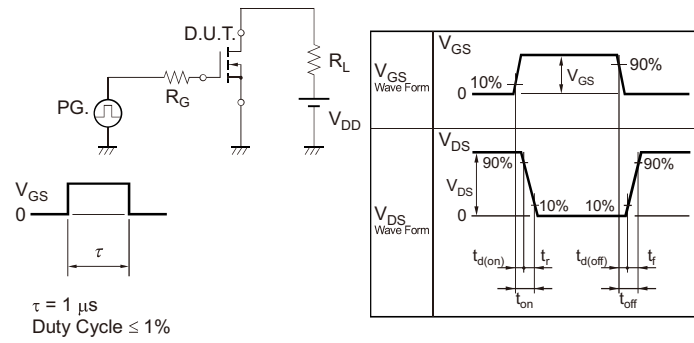 D.U.T.
R_G
PG.
R_L
V_DD
V_GS
0
τ
τ = 1 μs
Duty Cycle ≤ 1%
V_GS
Wave Form
V_GS
10%
0
V_GS
90%
V_DS
Wave Form
V_DS
90%
V_DS
0
10%
10%
90%
t_d(on)
t_r
t_d(off)
t_f
t_on
t_off